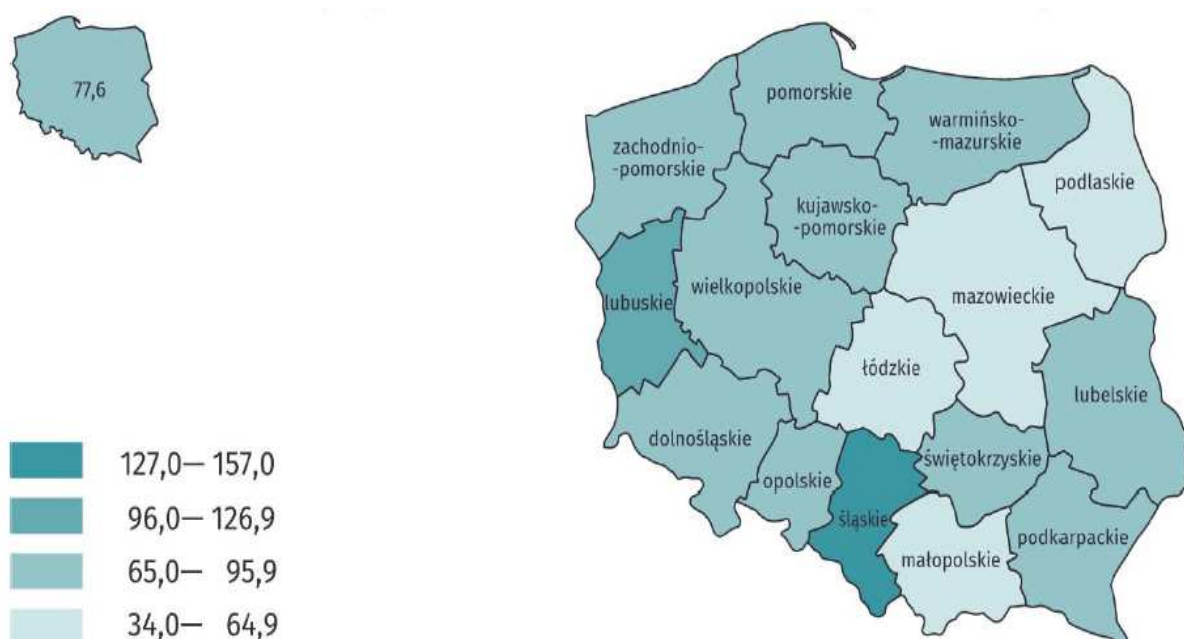 77,6
pomorskie
warmińsko-
-mazurskie
zachodnio-
-pomorskie
podlaskie
kujawsko-
-pomorskie
wielkopolskie
mazowieckie
lubuskie
łódzkie
lubelskie
dolnośląskie
świętokrzyskie
opolskie
śląskie
podkarpackie
małopolskie
127,0— 157,0
96,0— 126,9
65,0— 95,9
34,0— 64,9